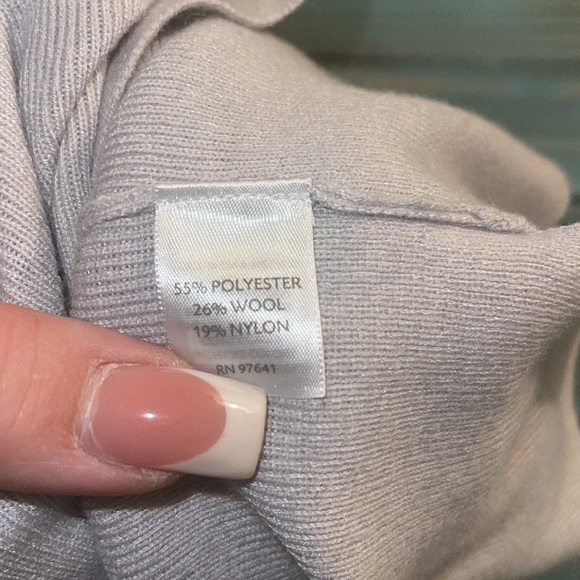 55% POLYESTER
26% WOOL
19% NYLON
RN 97641